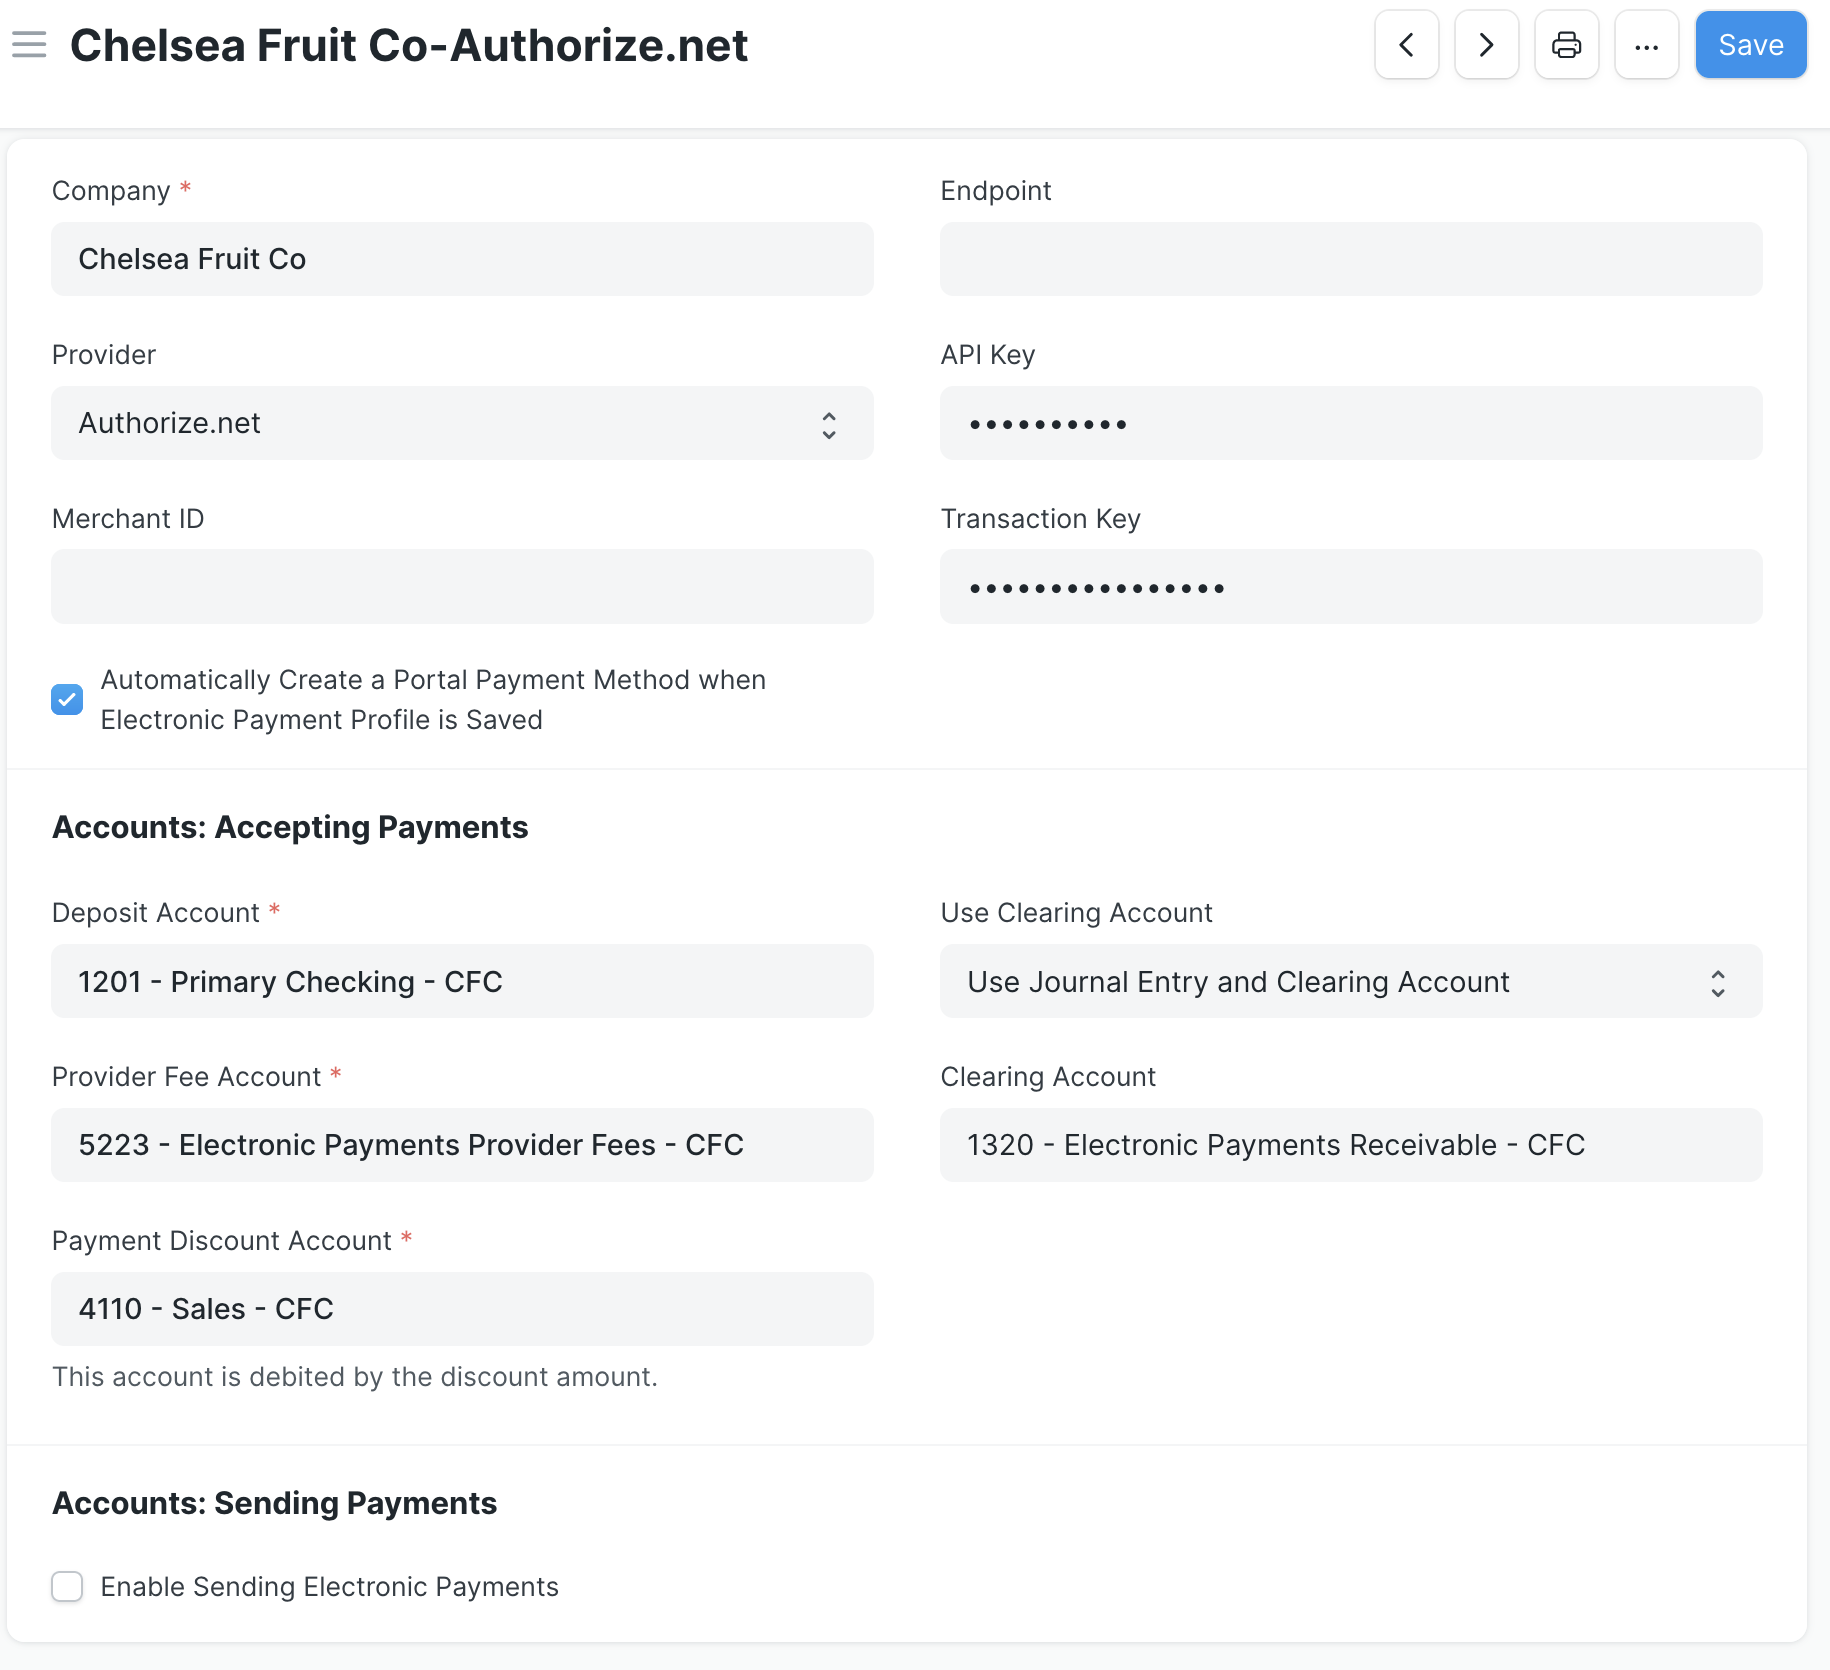 Chelsea Fruit Co-Authorize.net
Save
Company *
Chelsea Fruit Co
Endpoint
Provider
Authorize.net
API Key
••••••••••
Merchant ID
Transaction Key
••••••••••••••••
Automatically Create a Portal Payment Method when
Electronic Payment Profile is Saved
Accounts: Accepting Payments
Deposit Account *
1201 - Primary Checking - CFC
Use Clearing Account
Use Journal Entry and Clearing Account
Provider Fee Account *
5223 - Electronic Payments Provider Fees - CFC
Clearing Account
1320 - Electronic Payments Receivable - CFC
Payment Discount Account *
4110 - Sales - CFC
This account is debited by the discount amount.
Accounts: Sending Payments
Enable Sending Electronic Payments